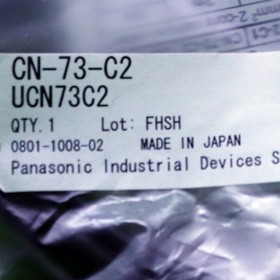 CN-73-C2
UCN73C2
QTY.1 Lot: FHSH
0801-1008-02 MADE IN JAPAN
Panasonic Industrial Devices S